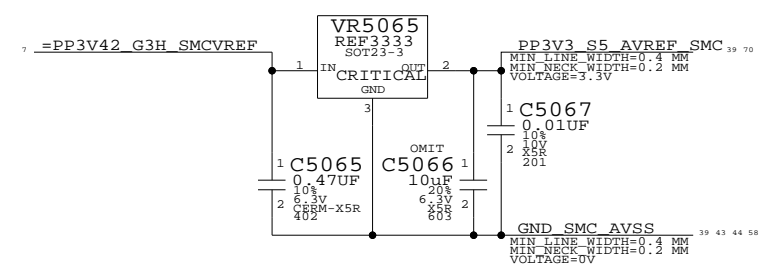 VR5065
REF3333
SOT23-3
7 =PP3V42_G3H_SMCVREF
PP3V3_S5_AVREF_SMC 39 70
MIN_LINE_WIDTH=0.4 MM
MIN_NECK_WIDTH=0.2 MM
VOLTAGE=3.3V
1 IN OUT 2
CRITICAL
GND
3
1 C5067
0.01UF
10%
10V
2 X5R
201
OMIT
1 C5065
0.47UF
10%
6.3V
2 CERM-X5R
402
C5066 1
10uF
20%
6.3V 2
X5R
603
GND_SMC_AVSS 39 43 44 58
MIN_LINE_WIDTH=0.4 MM
MIN_NECK_WIDTH=0.2 MM
VOLTAGE=0V